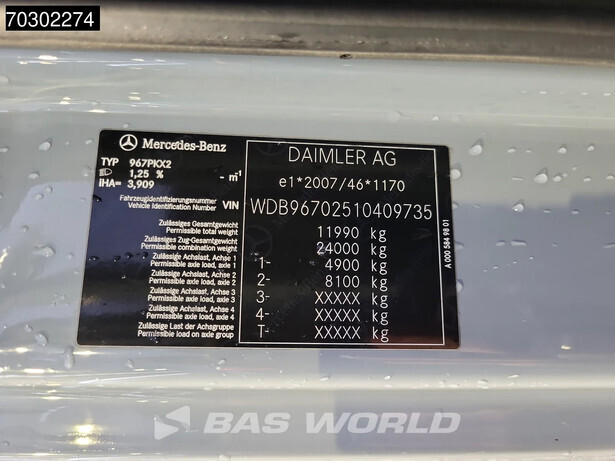 70302274
Mercedes-Benz
TYP 967PKX2
1,25 % - m⁻¹
iHA= 3,909
Fahrzeugidentifizierungsnummer
Vehicle Identification Number VIN
DAIMLER AG
e1*2007/46*1170
WDB96702510409735
Zulässiges Gesamtgewicht
Permissible total weight 11990 kg
Zulässiges Zug-Gesamtgewicht
Permissible combination weight 24000 kg
Zulässige Achslast, Achse 1
Permissible axle load, axle 1 1- 4900 kg
Zulässige Achslast, Achse 2
Permissible axle load, axle 2 2- 8100 kg
Zulässige Achslast, Achse 3
Permissible axle load, axle 3 3- XXXXX kg
Zulässige Achslast, Achse 4
Permissible axle load, axle 4 4- XXXXX kg
Zulässige Last der Achsgruppe
Permissible load on axle group T- XXXXX kg
A 000 584 98 01
BAS WORLD